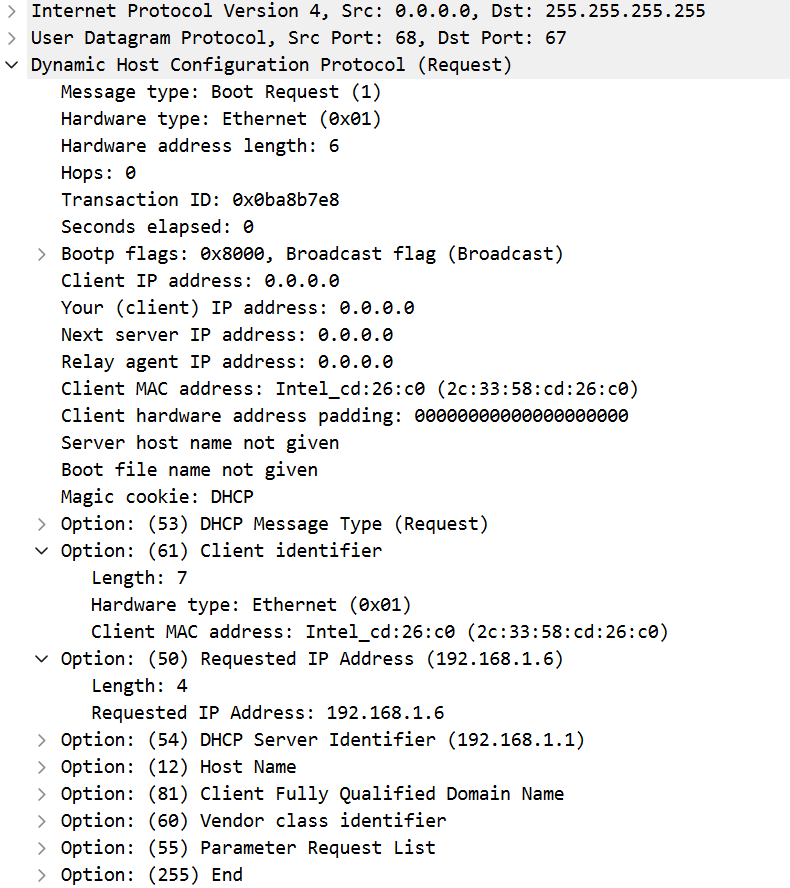 Internet Protocol Version 4, Src: 0.0.0.0, Dst: 255.255.255.255
User Datagram Protocol, Src Port: 68, Dst Port: 67
Dynamic Host Configuration Protocol (Request)
Message type: Boot Request (1)
Hardware type: Ethernet (0x01)
Hardware address length: 6
Hops: 0
Transaction ID: 0x0ba8b7e8
Seconds elapsed: 0
Bootp flags: 0x8000, Broadcast flag (Broadcast)
Client IP address: 0.0.0.0
Your (client) IP address: 0.0.0.0
Next server IP address: 0.0.0.0
Relay agent IP address: 0.0.0.0
Client MAC address: Intel_cd:26:c0 (2c:33:58:cd:26:c0)
Client hardware address padding: 00000000000000000000
Server host name not given
Boot file name not given
Magic cookie: DHCP
Option: (53) DHCP Message Type (Request)
Option: (61) Client identifier
Length: 7
Hardware type: Ethernet (0x01)
Client MAC address: Intel_cd:26:c0 (2c:33:58:cd:26:c0)
Option: (50) Requested IP Address (192.168.1.6)
Length: 4
Requested IP Address: 192.168.1.6
Option: (54) DHCP Server Identifier (192.168.1.1)
Option: (12) Host Name
Option: (81) Client Fully Qualified Domain Name
Option: (60) Vendor class identifier
Option: (55) Parameter Request List
Option: (255) End